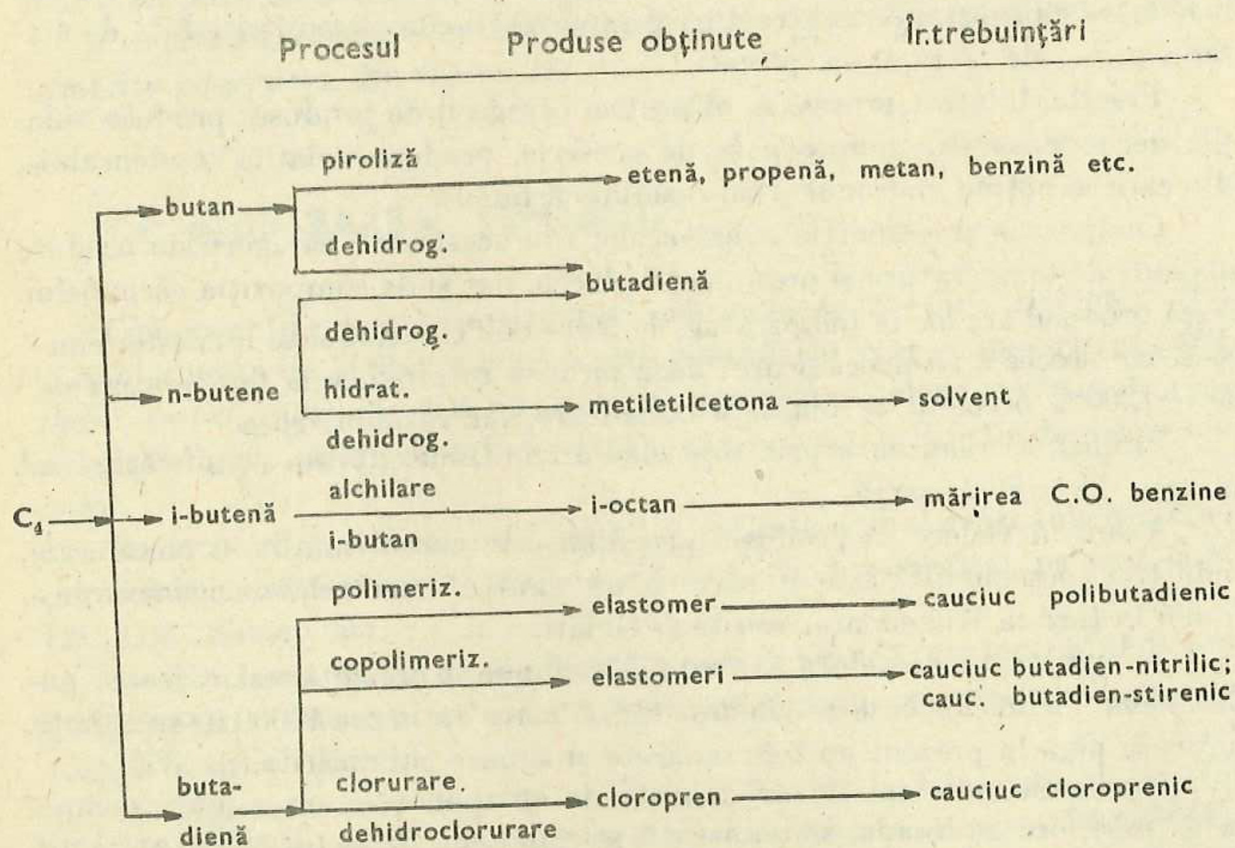 Procesul Produse obținute Întrebuințări
piroliză
etenă, propenă, metan, benzină etc.
butan
dehidrog.
butadienă
dehidrog.
n-butene hidrat.
metiletilcetona solvent
dehidrog.
alchilare
C4 i-butenă i-octan mărirea C.O. benzine
i-butan
polimeriz.
elastomer cauciuc polibutadienic
copolimeriz.
elastomeri cauciuc butadien-nitrilic;
cauc. butadien-stirenic
buta- clorurare.
cloropren cauciuc cloroprenic
dienă dehidroclorurare